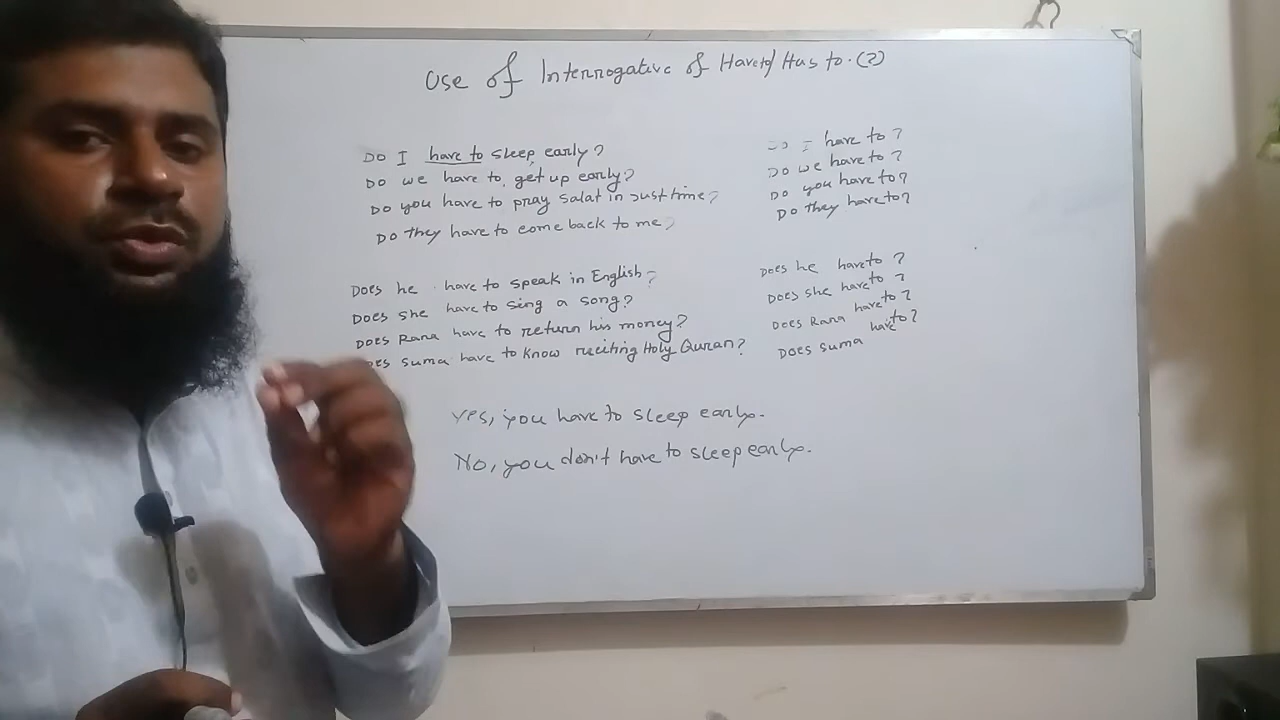 Use of Interrogative of Have to/Has to. (?)
Do I have to sleep early?
Do we have to get up early?
Do you have to pray Salat in Just time?
Do they have to come back to me?
Does he have to speak in English?
Does she have to sing a song?
Does Rana have to return his money?
Does suma have to know reciting Holy Quran?
I have to?
Do we have to?
Do you have to?
Do they have to?
Does he have to?
Does she have to?
Does Rana have to?
Does suma have to?
Yes, you have to sleep early.
No, you don't have to sleep early.